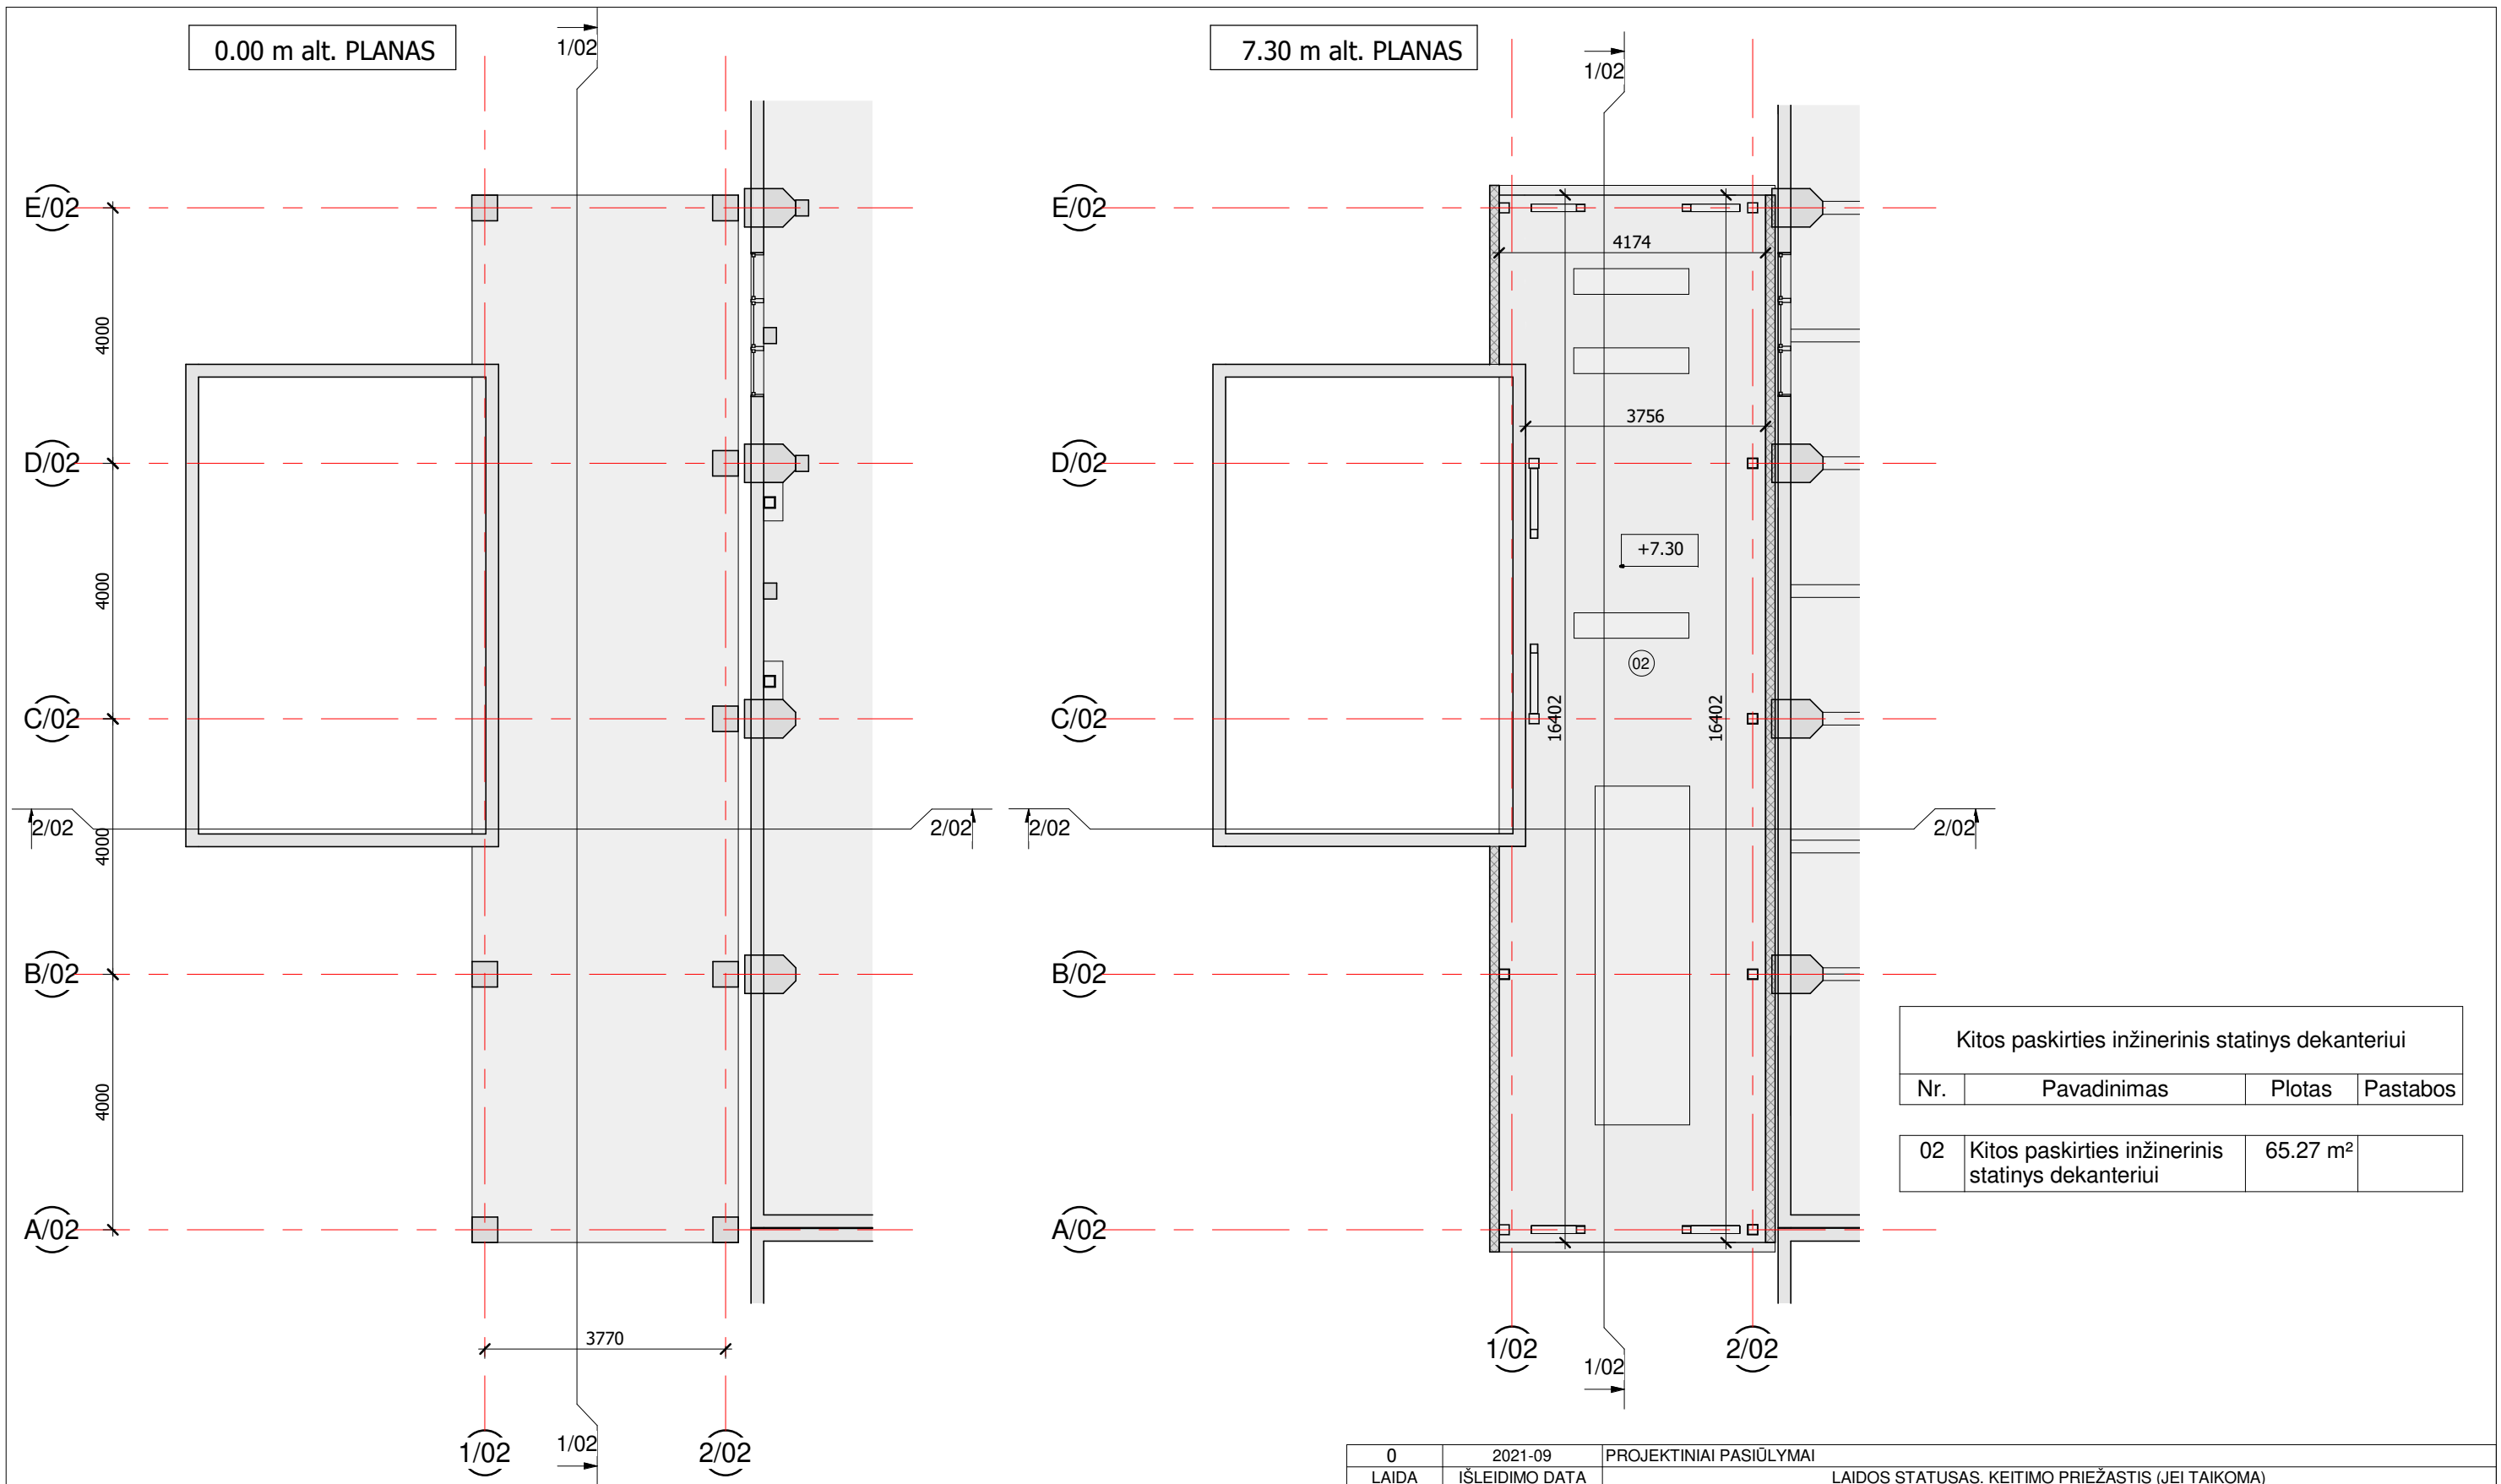 0.00 m alt. PLANAS
1/02
E/02
4000
D/02
4000
C/02
2/02
2/02
4000
B/02
4000
A/02
3770
1/02
1/02
2/02
7.30 m alt. PLANAS
1/02
E/02
4174
3756
D/02
+7.30
02
C/02
16402
16402
2/02
2/02
B/02
A/02
1/02
2/02
1/02
Kitos paskirties inžinerinis statinys dekanteriui
Nr. Pavadinimas Plotas Pastabos
02 Kitos paskirties inžinerinis 65.27 m²
statinys dekanteriui
0 2021-09 PROJEKTINIAI PASIŪLYMAI
LAIDA IŠLEIDIMO DATA LAIDOS STATUSAS. KEITIMO PRIEŽASTIS (JEI TAIKOMA)